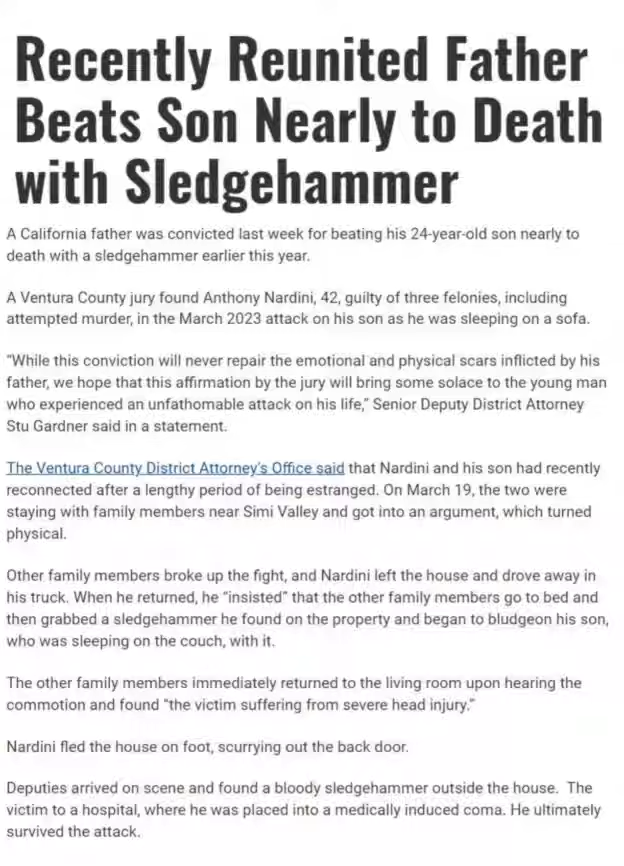 Recently Reunited Father
Beats Son Nearly to Death
with Sledgehammer
A California father was convicted last week for beating his 24-year-old son nearly to
death with a sledgehammer earlier this year.
A Ventura County jury found Anthony Nardini, 42, guilty of three felonies, including
attempted murder, in the March 2023 attack on his son as he was sleeping on a sofa.
“While this conviction will never repair the emotional and physical scars inflicted by his
father, we hope that this affirmation by the jury will bring some solace to the young man
who experienced an unfathomable attack on his life,” Senior Deputy District Attorney
Stu Gardner said in a statement.
The Ventura County District Attorney's Office said that Nardini and his son had recently
reconnected after a lengthy period of being estranged. On March 19, the two were
staying with family members near Simi Valley and got into an argument, which turned
physical.
Other family members broke up the fight, and Nardini left the house and drove away in
his truck. When he returned, he “insisted” that the other family members go to bed and
then grabbed a sledgehammer he found on the property and began to bludgeon his son,
who was sleeping on the couch, with it.
The other family members immediately returned to the living room upon hearing the
commotion and found “the victim suffering from severe head injury.”
Nardini fled the house on foot, scurrying out the back door.
Deputies arrived on scene and found a bloody sledgehammer outside the house. The
victim to a hospital, where he was placed into a medically induced coma. He ultimately
survived the attack.